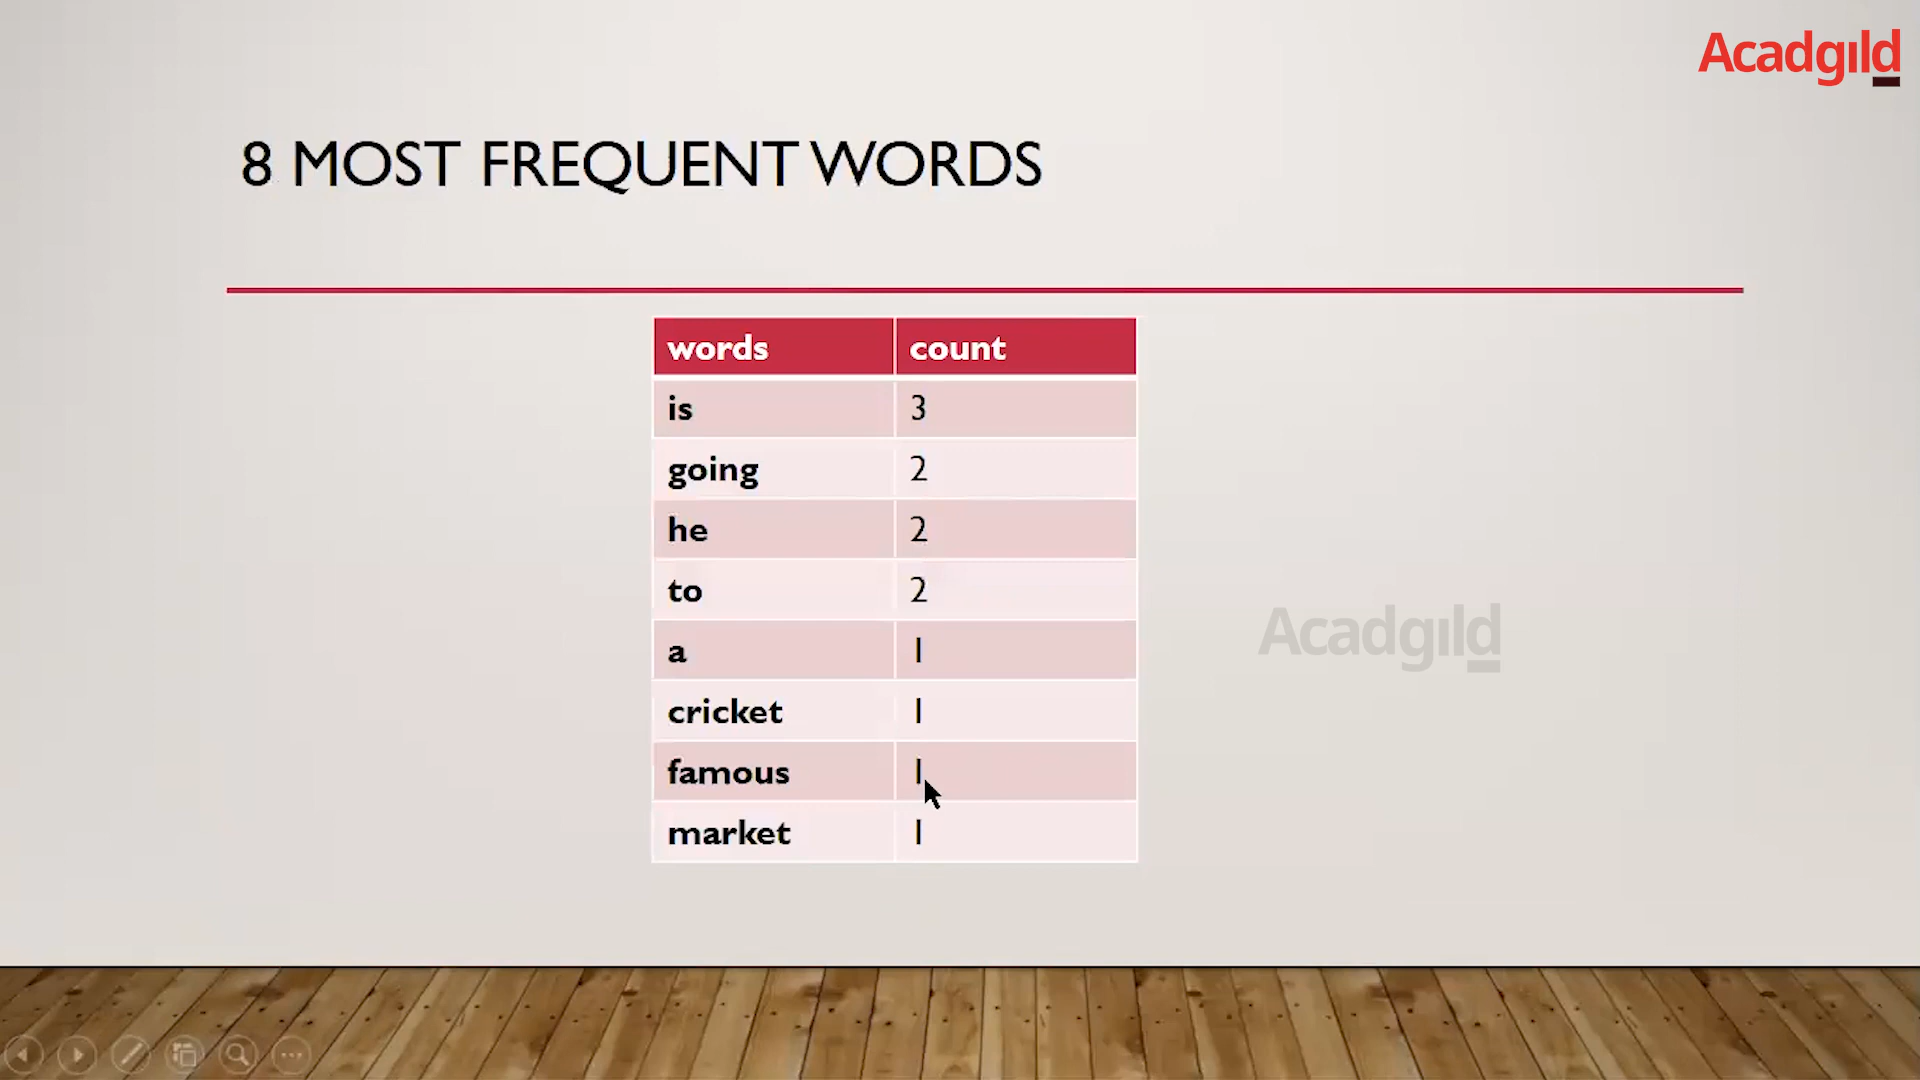 Acadgild
8 MOST FREQUENT WORDS
words count
is 3
going 2
he 2
to 2
a 1
cricket 1
famous 1
market 1
Acadgild